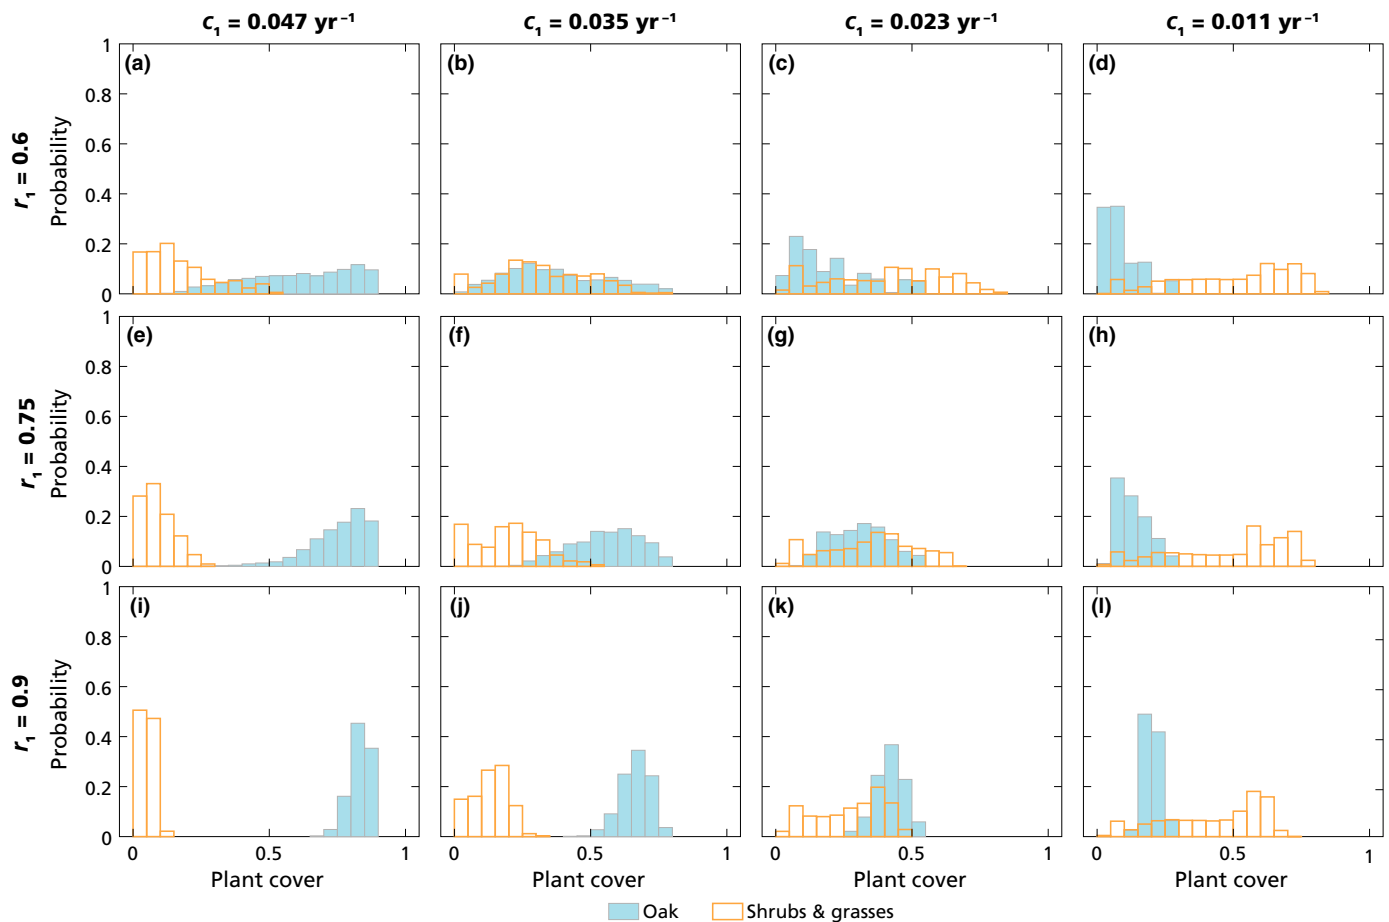 c₁ = 0.047 yr⁻¹ c₁ = 0.035 yr⁻¹ c₁ = 0.023 yr⁻¹ c₁ = 0.011 yr⁻¹
r₁ = 0.6
Probability
1
0.8
0.6
0.4
0.2
0
(a) (b) (c) (d)
r₁ = 0.75
Probability
1
0.8
0.6
0.4
0.2
0
(e) (f) (g) (h)
r₁ = 0.9
Probability
1
0.8
0.6
0.4
0.2
0
(i) (j) (k) (l)
0 0.5 1 0 0.5 1 0 0.5 1 0 0.5 1
Plant cover Plant cover Plant cover Plant cover
Oak Shrubs & grasses